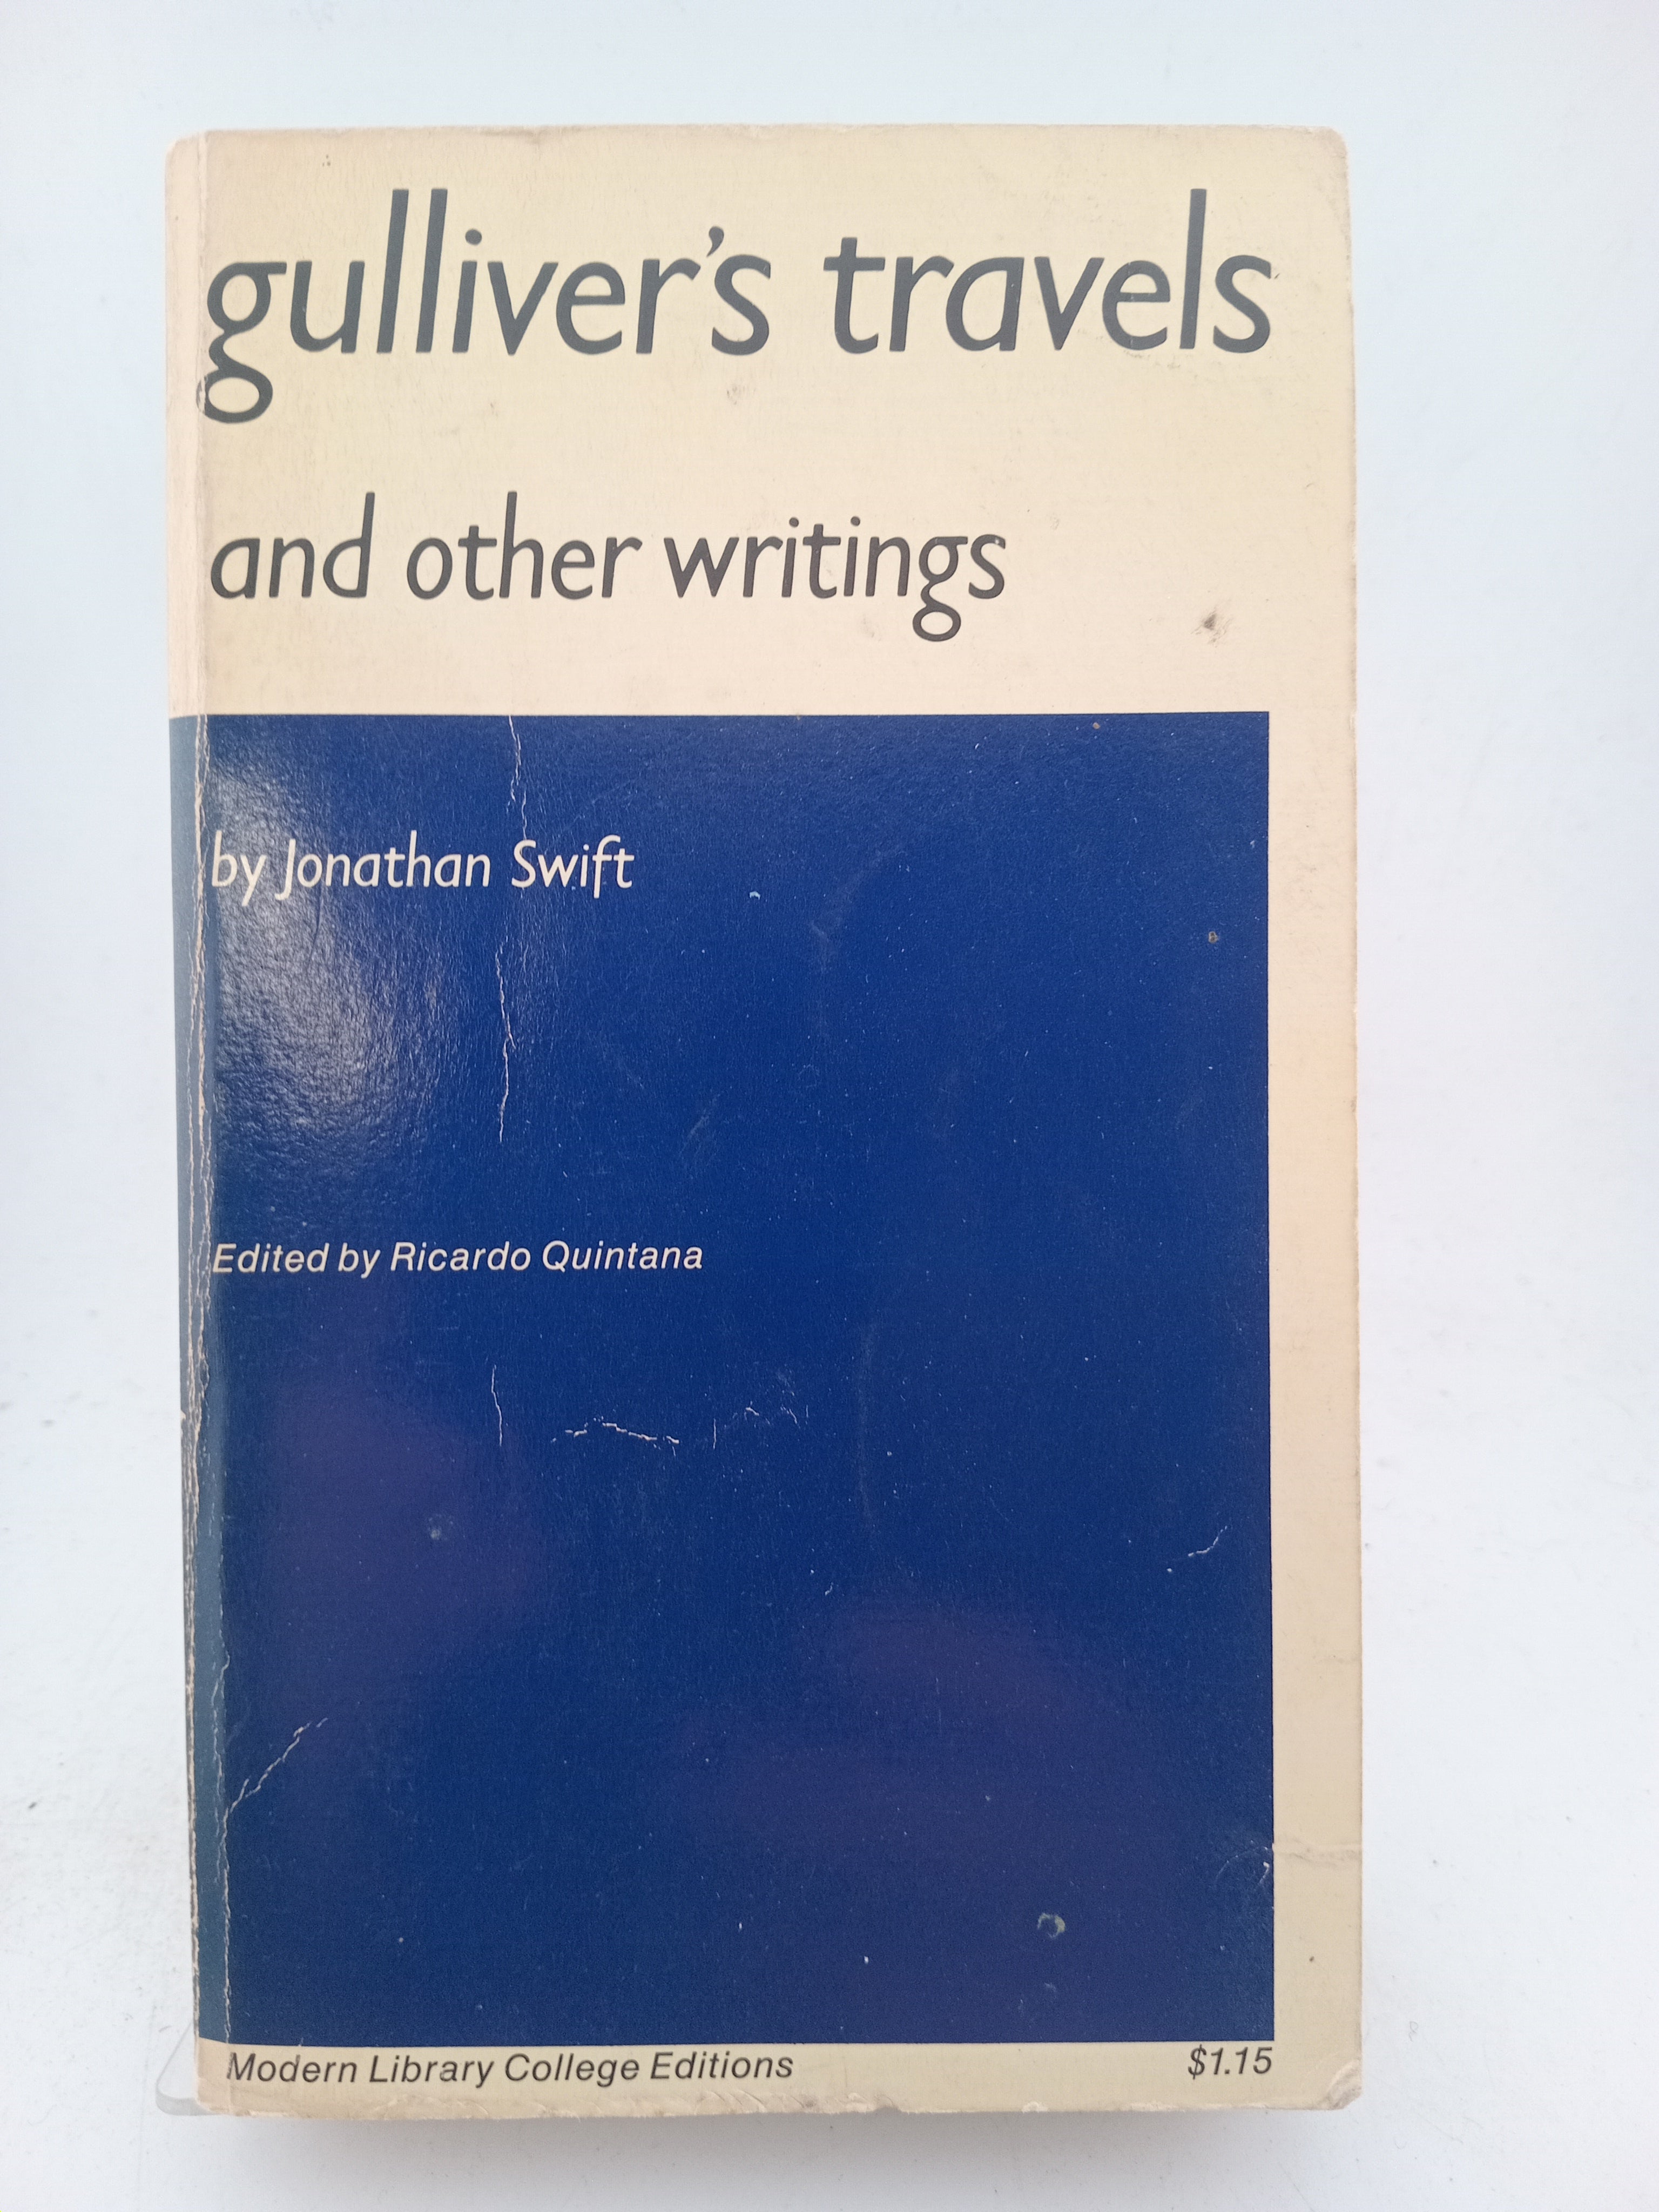 gulliver's travels
and other writings
by Jonathan Swift
Edited by Ricardo Quintana
Modern Library College Editions
$1.15